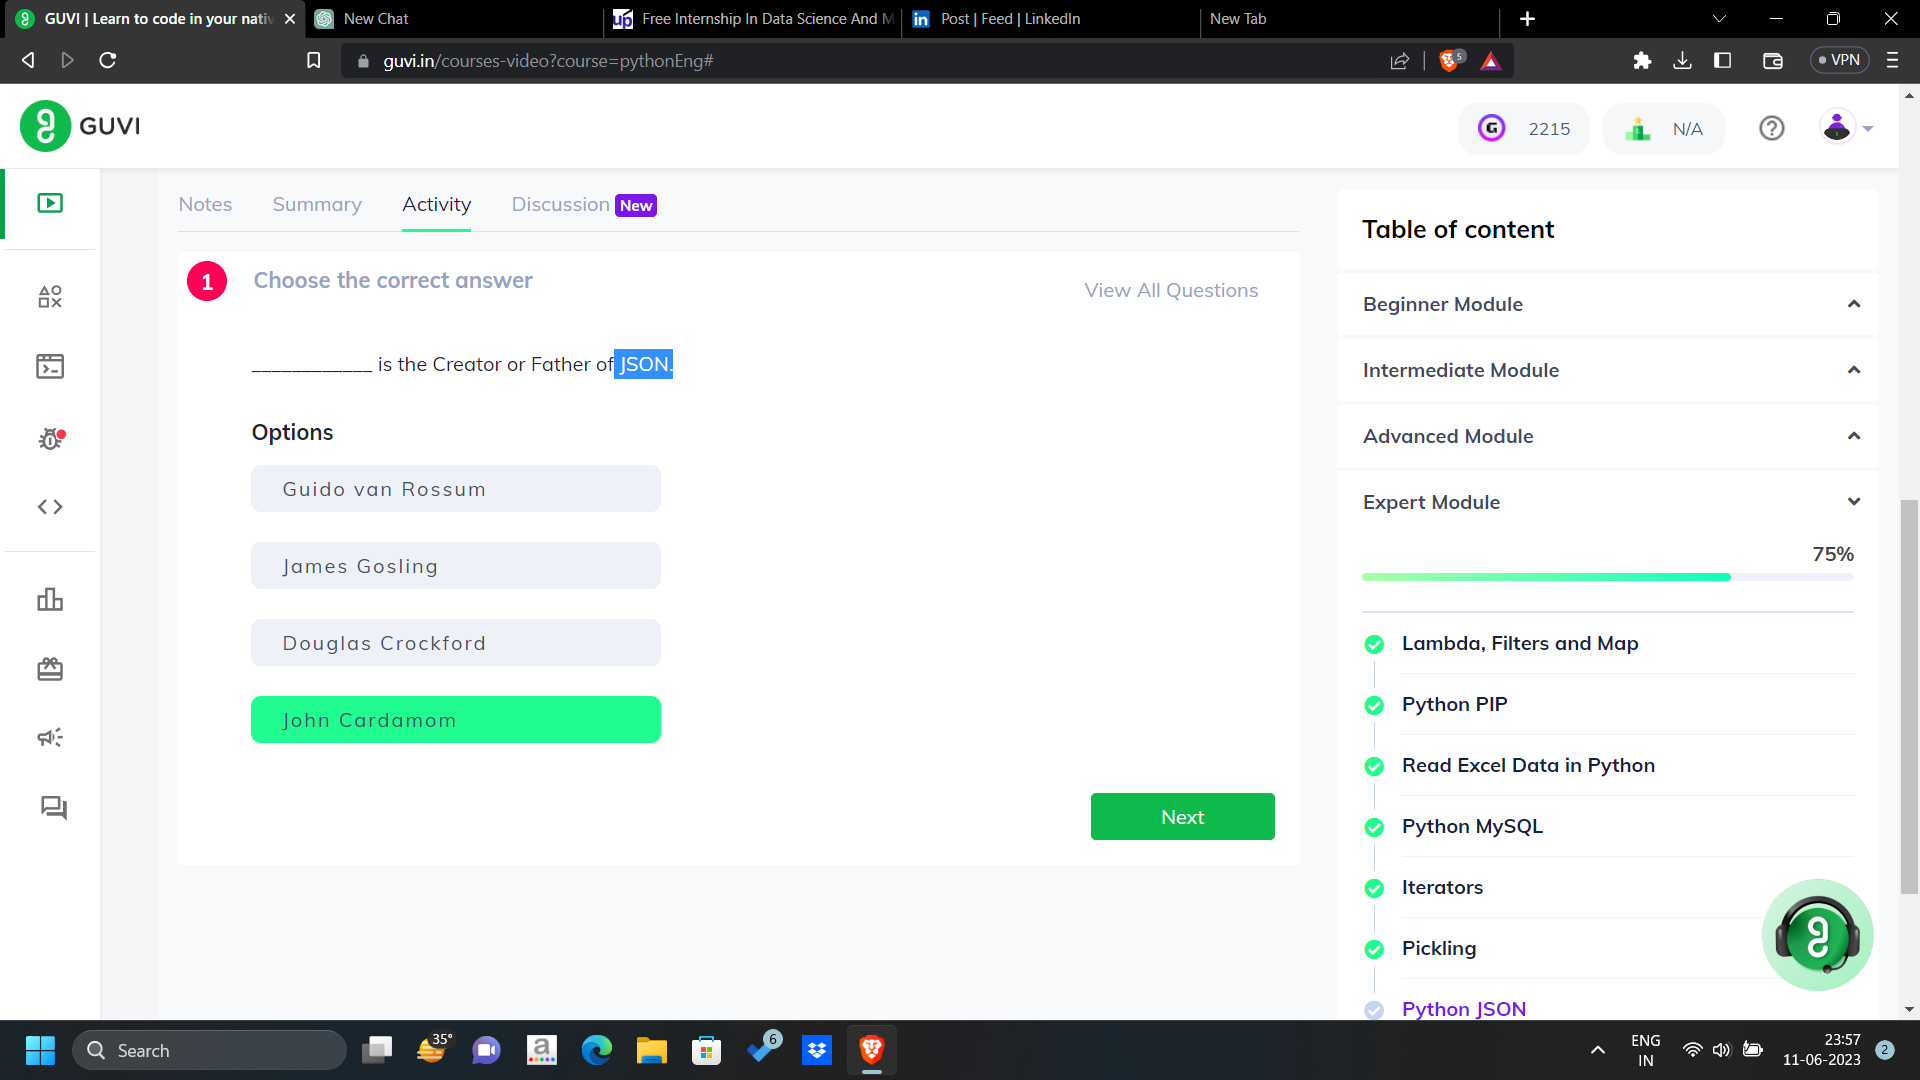 GUVI | Learn to code in your nativ
New Chat
Free Internship In Data Science And M
Post | Feed | LinkedIn
New Tab
guvi.in/courses-video?course=pythonEng#
5
VPN
GUVI
G
2215
N/A
Notes
Summary
Activity
Discussion
New
1
Choose the correct answer
View All Questions
____________ is the Creator or Father of JSON.
Options
Guido van Rossum
James Gosling
Douglas Crockford
John Cardamom
Next
Table of content
Beginner Module
Intermediate Module
Advanced Module
Expert Module
75%
Lambda, Filters and Map
Python PIP
Read Excel Data in Python
Python MySQL
Iterators
Pickling
Python JSON
Search
35°
6
ENG
IN
23:57
11-06-2023
2